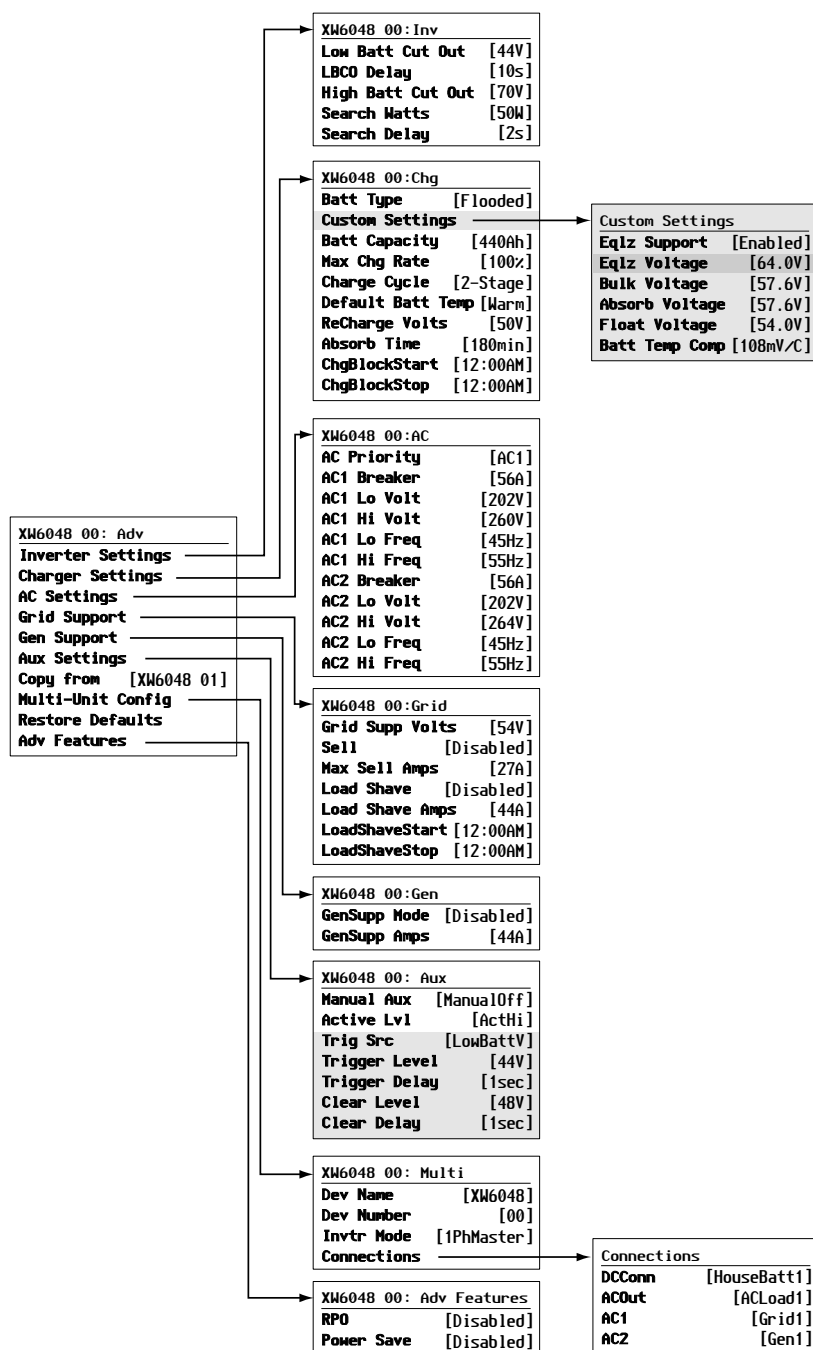 XW6048 00:Inv
Low Batt Cut Out [44V]
LBCO Delay [10s]
High Batt Cut Out [70V]
Search Watts [50W]
Search Delay [2s]
XW6048 00:Chg
Batt Type [Flooded]
Custom Settings
Batt Capacity [440Ah]
Max Chg Rate [100%]
Charge Cycle [2-Stage]
Default Batt Temp [Warm]
ReCharge Volts [50V]
Absorb Time [180min]
ChgBlockStart [12:00AM]
ChgBlockStop [12:00AM]
Custom Settings
Eqlz Support [Enabled]
Eqlz Voltage [64.0V]
Bulk Voltage [57.6V]
Absorb Voltage [57.6V]
Float Voltage [54.0V]
Batt Temp Comp [108mV/C]
XW6048 00:AC
AC Priority [AC1]
AC1 Breaker [56A]
AC1 Lo Volt [202V]
AC1 Hi Volt [260V]
AC1 Lo Freq [45Hz]
AC1 Hi Freq [55Hz]
AC2 Breaker [56A]
AC2 Lo Volt [202V]
AC2 Hi Volt [264V]
AC2 Lo Freq [45Hz]
AC2 Hi Freq [55Hz]
XW6048 00: Adv
Inverter Settings
Charger Settings
AC Settings
Grid Support
Gen Support
Aux Settings
Copy from [XW6048 01]
Multi-Unit Config
Restore Defaults
Adv Features
XW6048 00:Grid
Grid Supp Volts [54V]
Sell [Disabled]
Max Sell Amps [27A]
Load Shave [Disabled]
Load Shave Amps [44A]
LoadShaveStart [12:00AM]
LoadShaveStop [12:00AM]
XW6048 00:Gen
GenSupp Mode [Disabled]
GenSupp Amps [44A]
XW6048 00: Aux
Manual Aux [ManualOff]
Active Lvl [ActHi]
Trig Src [LowBattV]
Trigger Level [44V]
Trigger Delay [1sec]
Clear Level [48V]
Clear Delay [1sec]
XW6048 00: Multi
Dev Name [XW6048]
Dev Number [00]
Invtr Mode [1PhMaster]
Connections
Connections
DCConn [HouseBatt1]
ACOut [ACLoad1]
AC1 [Grid1]
AC2 [Gen1]
XW6048 00: Adv Features
RPO [Disabled]
Power Save [Disabled]